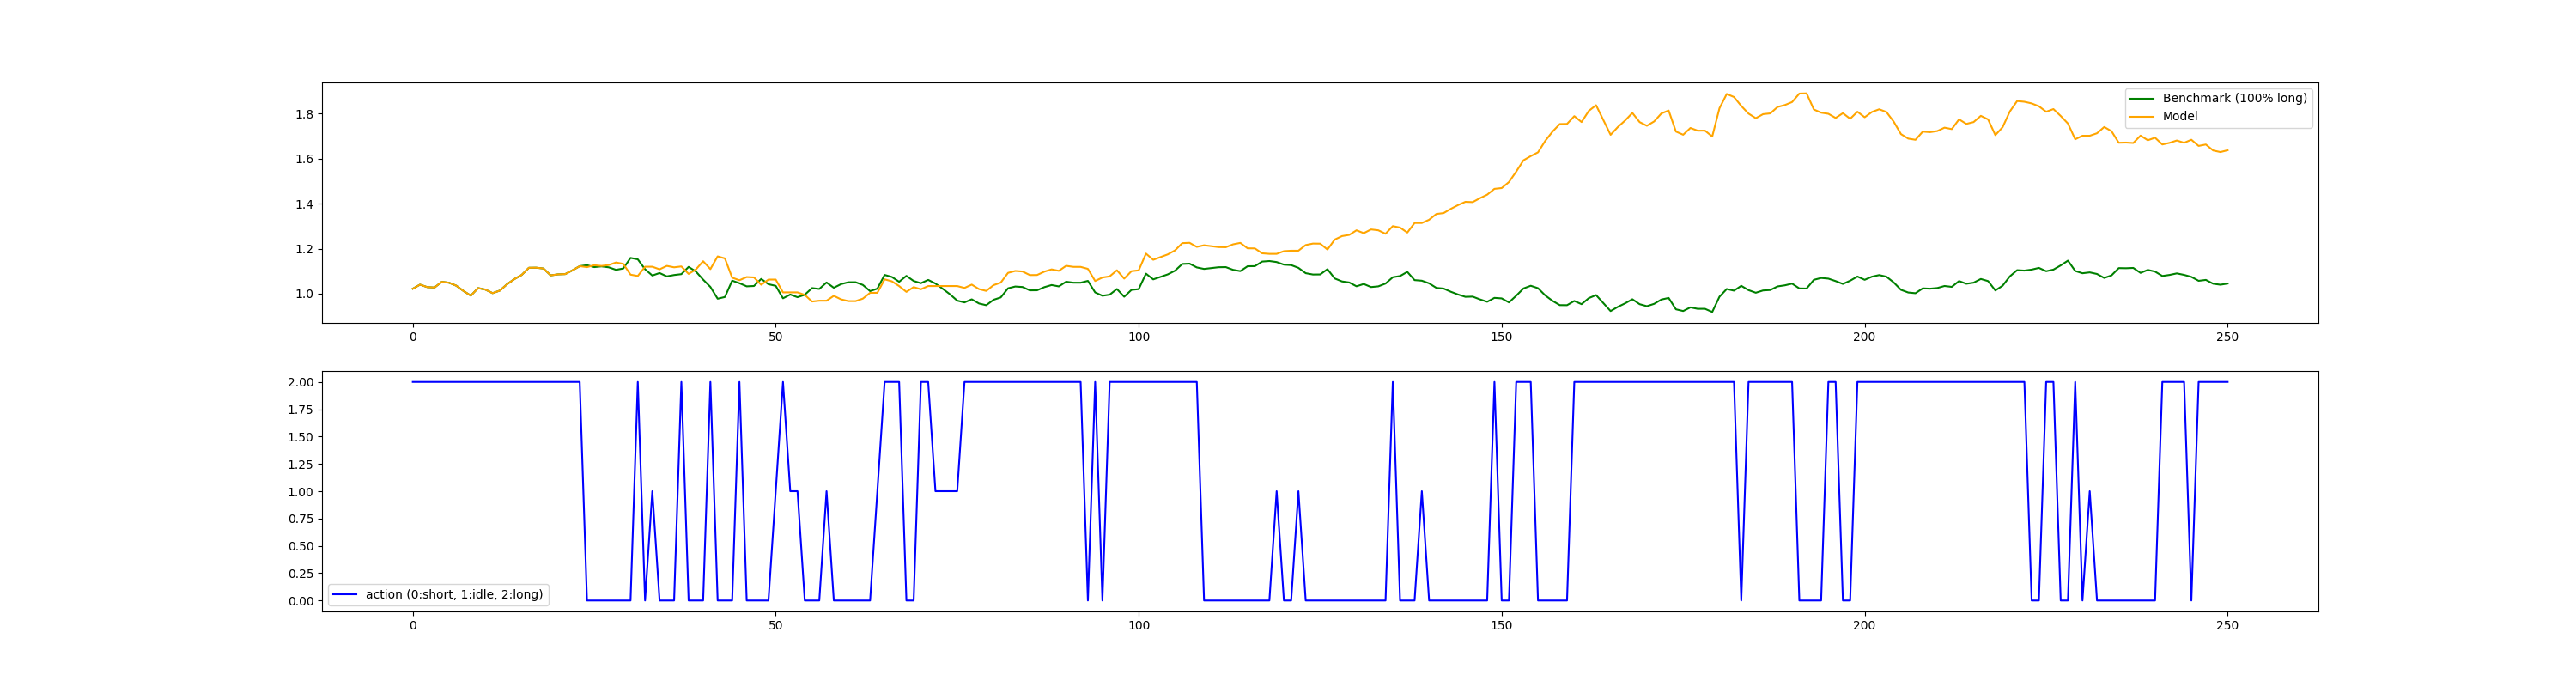 1.8
1.6
1.4
1.2
1.0
Benchmark (100% long)
Model
0 50 100 150 200 250
2.00
1.75
1.50
1.25
1.00
0.75
0.50
0.25
0.00
action (0:short, 1:idle, 2:long)
0 50 100 150 200 250